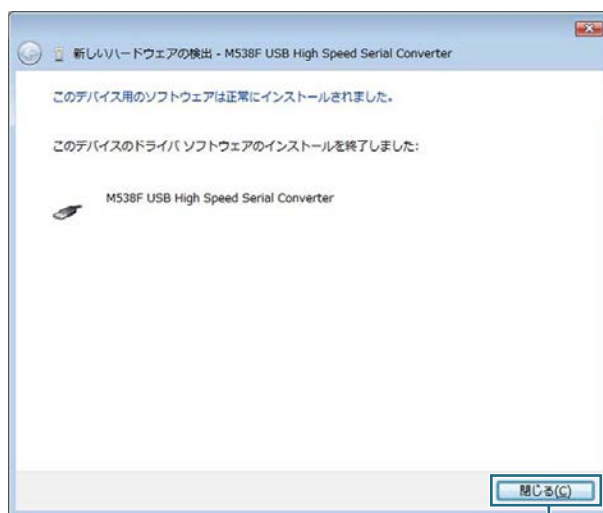 新しいハードウェアの検出 - M538F USB High Speed Serial Converter
このデバイス用のソフトウェアは正常にインストールされました。
このデバイスのドライバ ソフトウェアのインストールを終了しました:
M538F USB High Speed Serial Converter
閉じる(C)